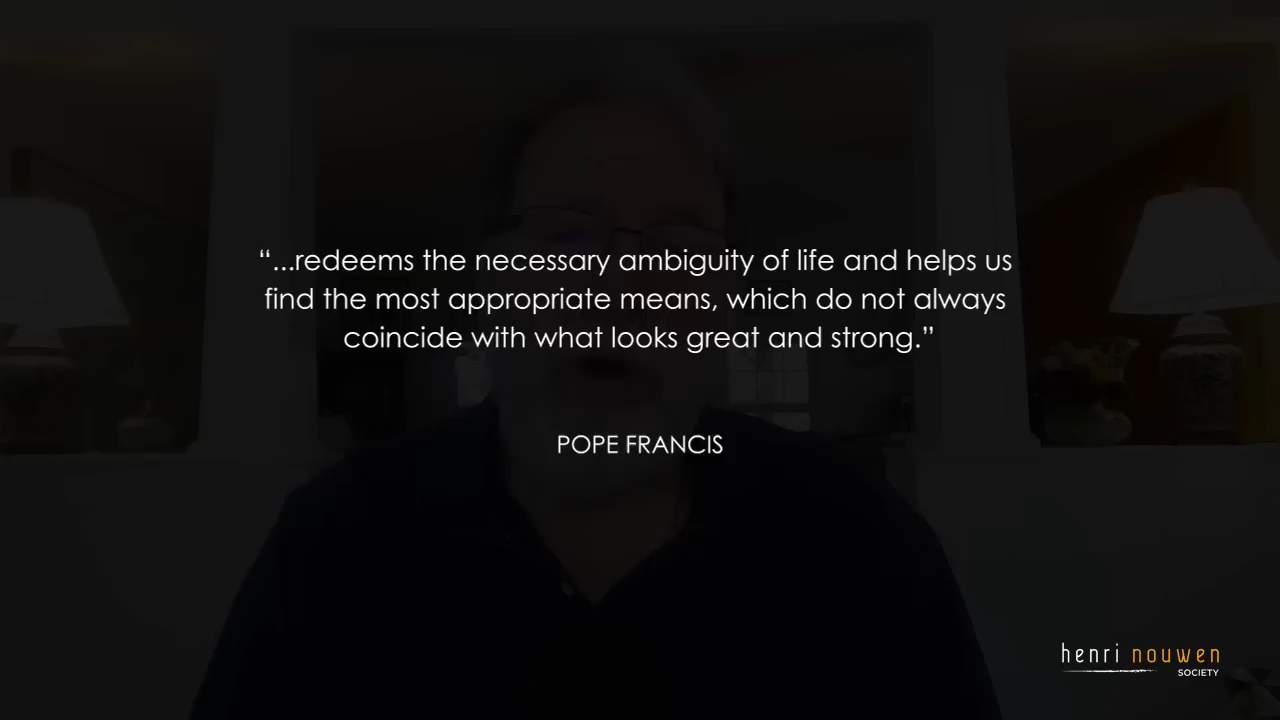 “...redeems the necessary ambiguity of life and helps us
find the most appropriate means, which do not always
coincide with what looks great and strong.”
POPE FRANCIS
henri nouwen
SOCIETY